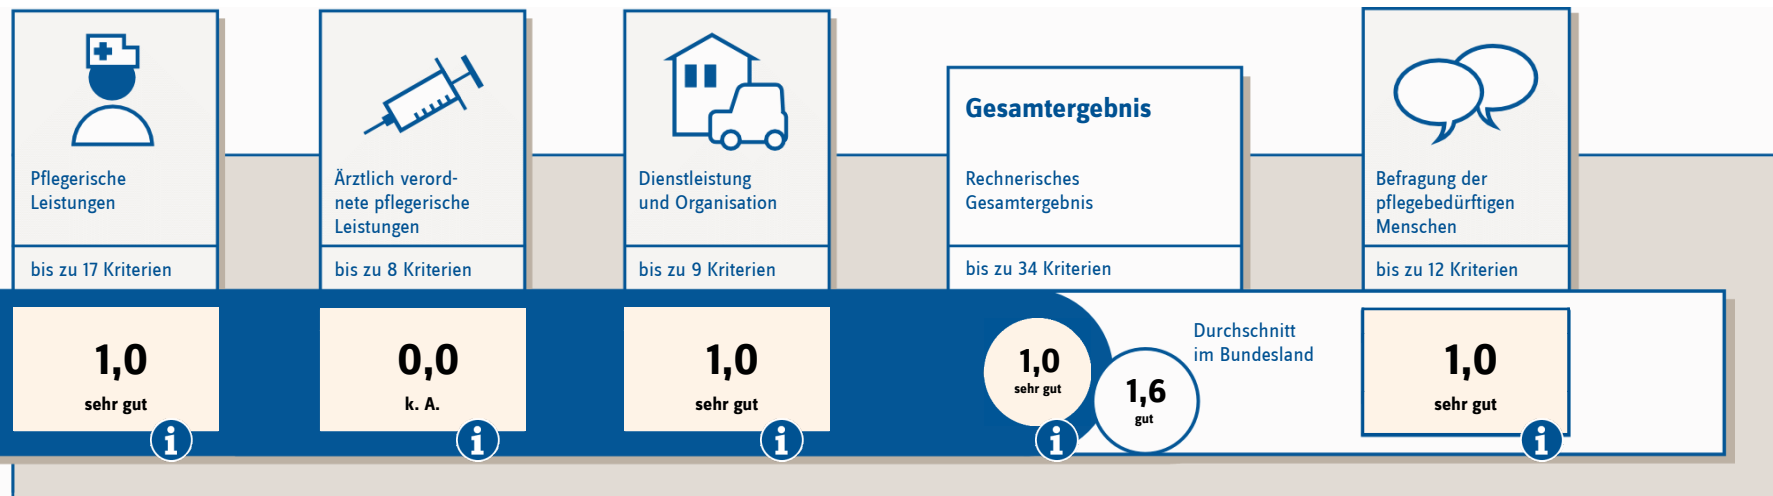 Pflegerische
Leistungen
bis zu 17 Kriterien
1,0
sehr gut
i
Ärztlich verord-
nete pflegerische
Leistungen
bis zu 8 Kriterien
0,0
k. A.
i
Dienstleistung
und Organisation
bis zu 9 Kriterien
1,0
sehr gut
i
Gesamtergebnis
Rechnerisches
Gesamtergebnis
bis zu 34 Kriterien
1,0
sehr gut
i
1,6
gut
Durchschnitt
im Bundesland
Befragung der
pflegebedürftigen
Menschen
bis zu 12 Kriterien
1,0
sehr gut
i